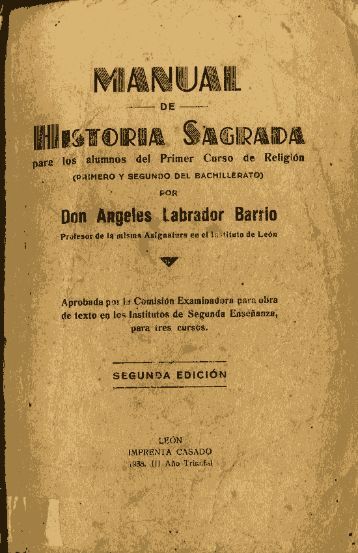 MANUAL
DE
HISTORIA SAGRADA
para los alumnos del Primer Curso de Religión
(PRIMERO Y SEGUNDO DEL BACHILLERATO)
POR
Don Angeles Labrador Barrio
Profesor de la misma Asignatura en el Instituto de León
Aprobada por la Comisión Examinadora para obra
de texto en los Institutos de Segunda Enseñanza,
para tres cursos.
SEGUNDA EDICIÓN
LEÓN
IMPRENTA CASADO
1938. III Año Triunfal